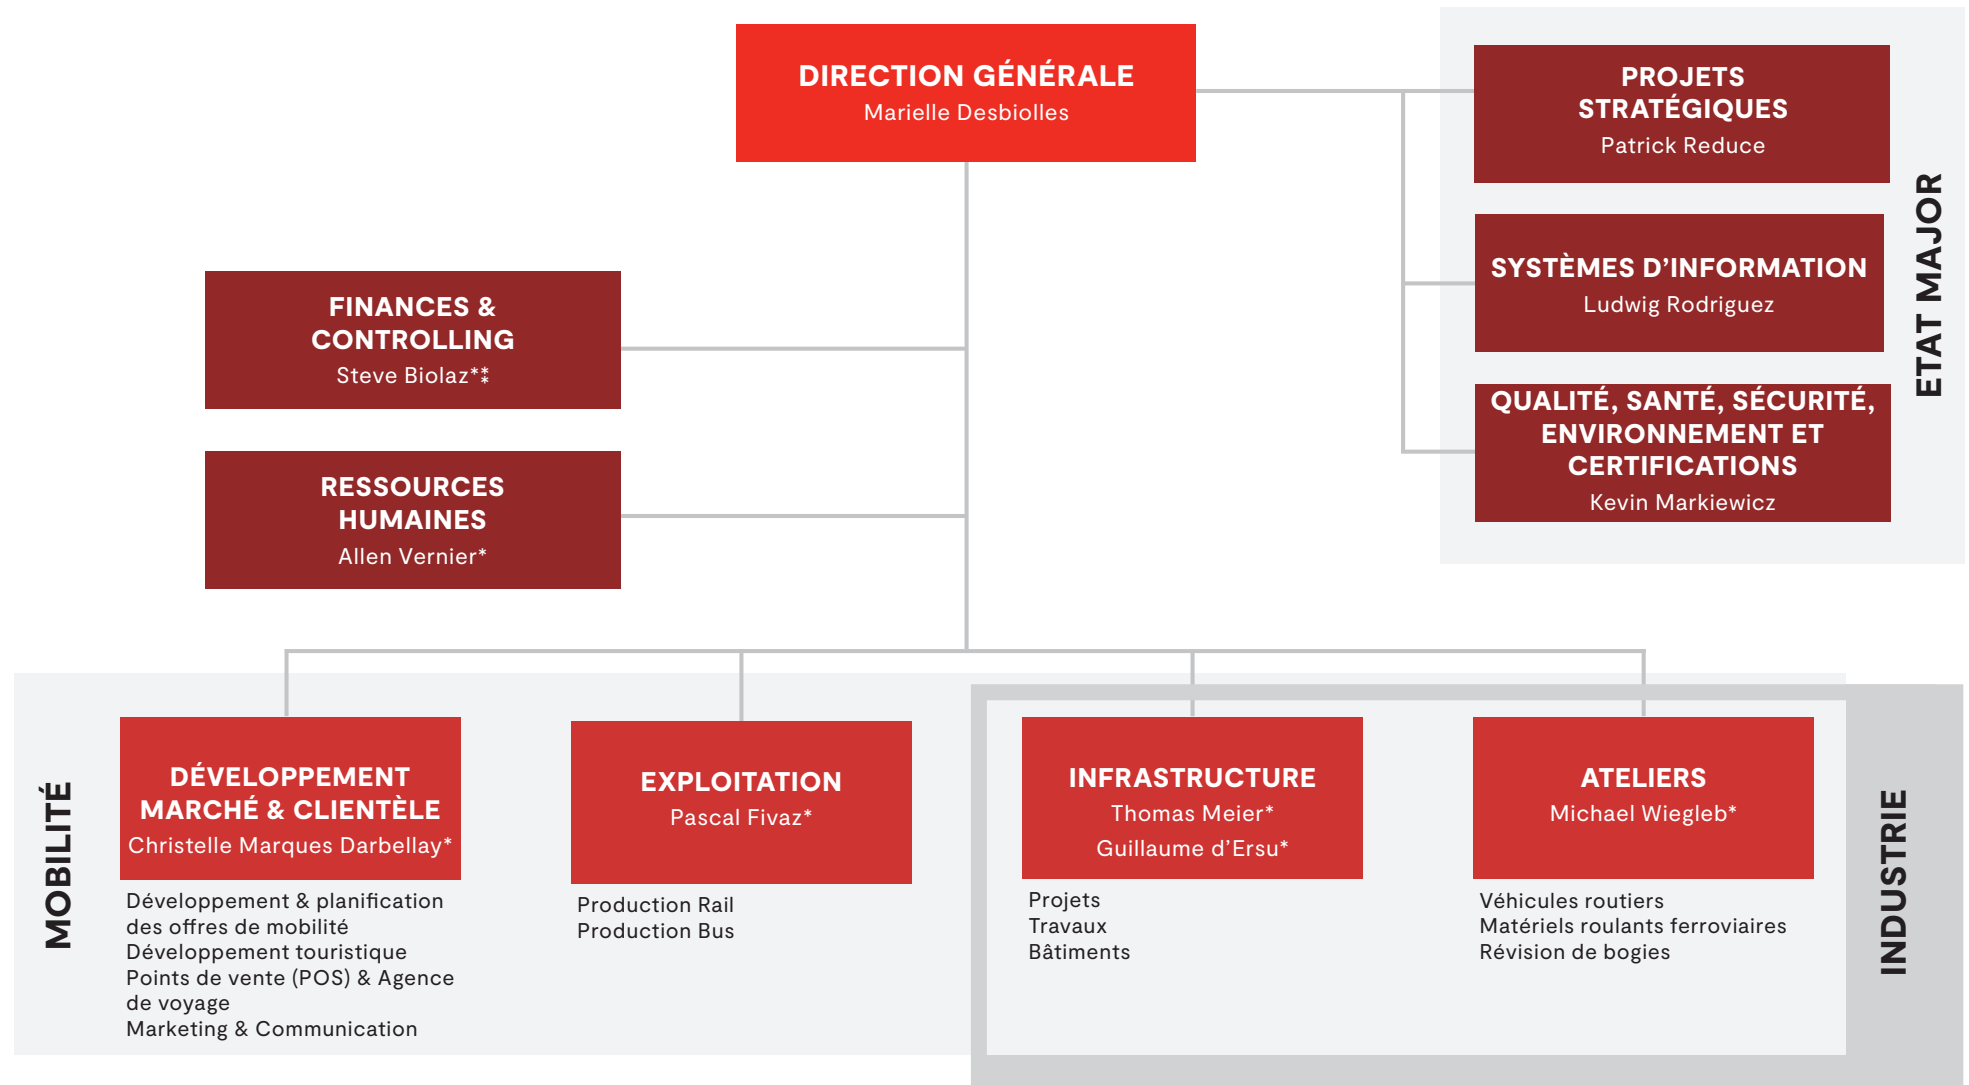 DIRECTION GÉNÉRALE
Marielle Desbiolles
PROJETS
STRATÉGIQUES
Patrick Reduce
SYSTÈMES D’INFORMATION
Ludwig Rodriguez
QUALITÉ, SANTÉ, SÉCURITÉ,
ENVIRONNEMENT ET
CERTIFICATIONS
Kevin Markiewicz
ETAT MAJOR
FINANCES &
CONTROLLING
Steve Biolaz*⁑
RESSOURCES
HUMAINES
Allen Vernier*
MOBILITÉ
DÉVELOPPEMENT
MARCHÉ & CLIENTÈLE
Christelle Marques Darbellay*
Développement & planification
des offres de mobilité
Développement touristique
Points de vente (POS) & Agence
de voyage
Marketing & Communication
EXPLOITATION
Pascal Fivaz*
Production Rail
Production Bus
INFRASTRUCTURE
Thomas Meier*
Guillaume d’Ersu*
Projets
Travaux
Bâtiments
ATELIERS
Michael Wiegleb*
Véhicules routiers
Matériels roulants ferroviaires
Révision de bogies
INDUSTRIE